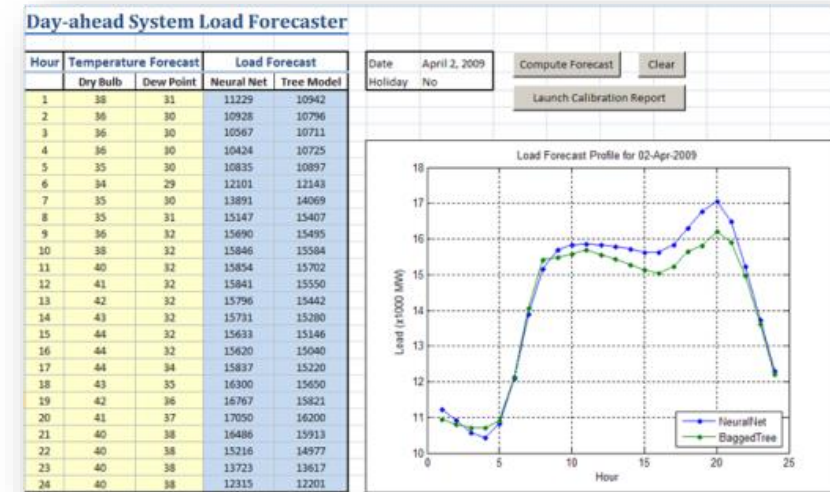 Day-ahead System Load Forecaster
Hour Temperature Forecast Load Forecast
Dry Bulb Dew Point Neural Net Tree Model
1 38 31 11229 10942
2 36 30 10928 10796
3 36 30 10567 10711
4 36 30 10424 10725
5 35 30 10835 10897
6 34 29 12101 12143
7 35 30 13891 14069
8 35 31 15147 15407
9 36 32 15690 15495
10 38 32 15846 15584
11 40 32 15854 15702
12 41 32 15841 15550
13 42 32 15796 15442
14 43 32 15731 15280
15 44 32 15633 15146
16 44 32 15620 15040
17 44 34 15837 15220
18 43 35 16300 15650
19 42 36 16767 15821
20 41 37 17050 16200
21 40 38 16486 15913
22 40 38 15216 14977
23 40 38 13723 13617
24 40 38 12315 12201
Date April 2, 2009
Holiday No
Compute Forecast
Clear
Launch Calibration Report
Load Forecast Profile for 02-Apr-2009
18
17
16
15
14
13
12
11
10
Load (x1000 MW)
0 5 10 15 20 25
Hour
NeuralNet
BaggedTree